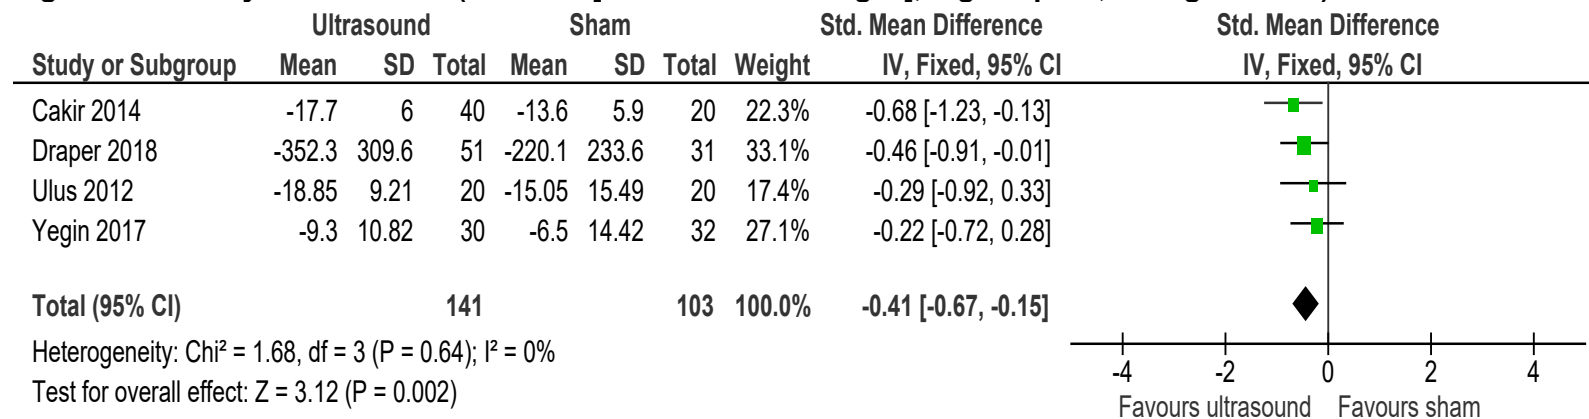 Ultrasound Sham Std. Mean Difference Std. Mean Difference
Study or Subgroup Mean SD Total Mean SD Total Weight IV, Fixed, 95% CI IV, Fixed, 95% CI
Cakir 2014 -17.7 6 40 -13.6 5.9 20 22.3% -0.68 [-1.23, -0.13]
Draper 2018 -352.3 309.6 51 -220.1 233.6 31 33.1% -0.46 [-0.91, -0.01]
Ulus 2012 -18.85 9.21 20 -15.05 15.49 20 17.4% -0.29 [-0.92, 0.33]
Yegin 2017 -9.3 10.82 30 -6.5 14.42 32 27.1% -0.22 [-0.72, 0.28]
Total (95% CI) 141 103 100.0% -0.41 [-0.67, -0.15]
Heterogeneity: Chi² = 1.68, df = 3 (P = 0.64); I² = 0%
Test for overall effect: Z = 3.12 (P = 0.002)
-4 -2 0 2 4
Favours ultrasound Favours sham